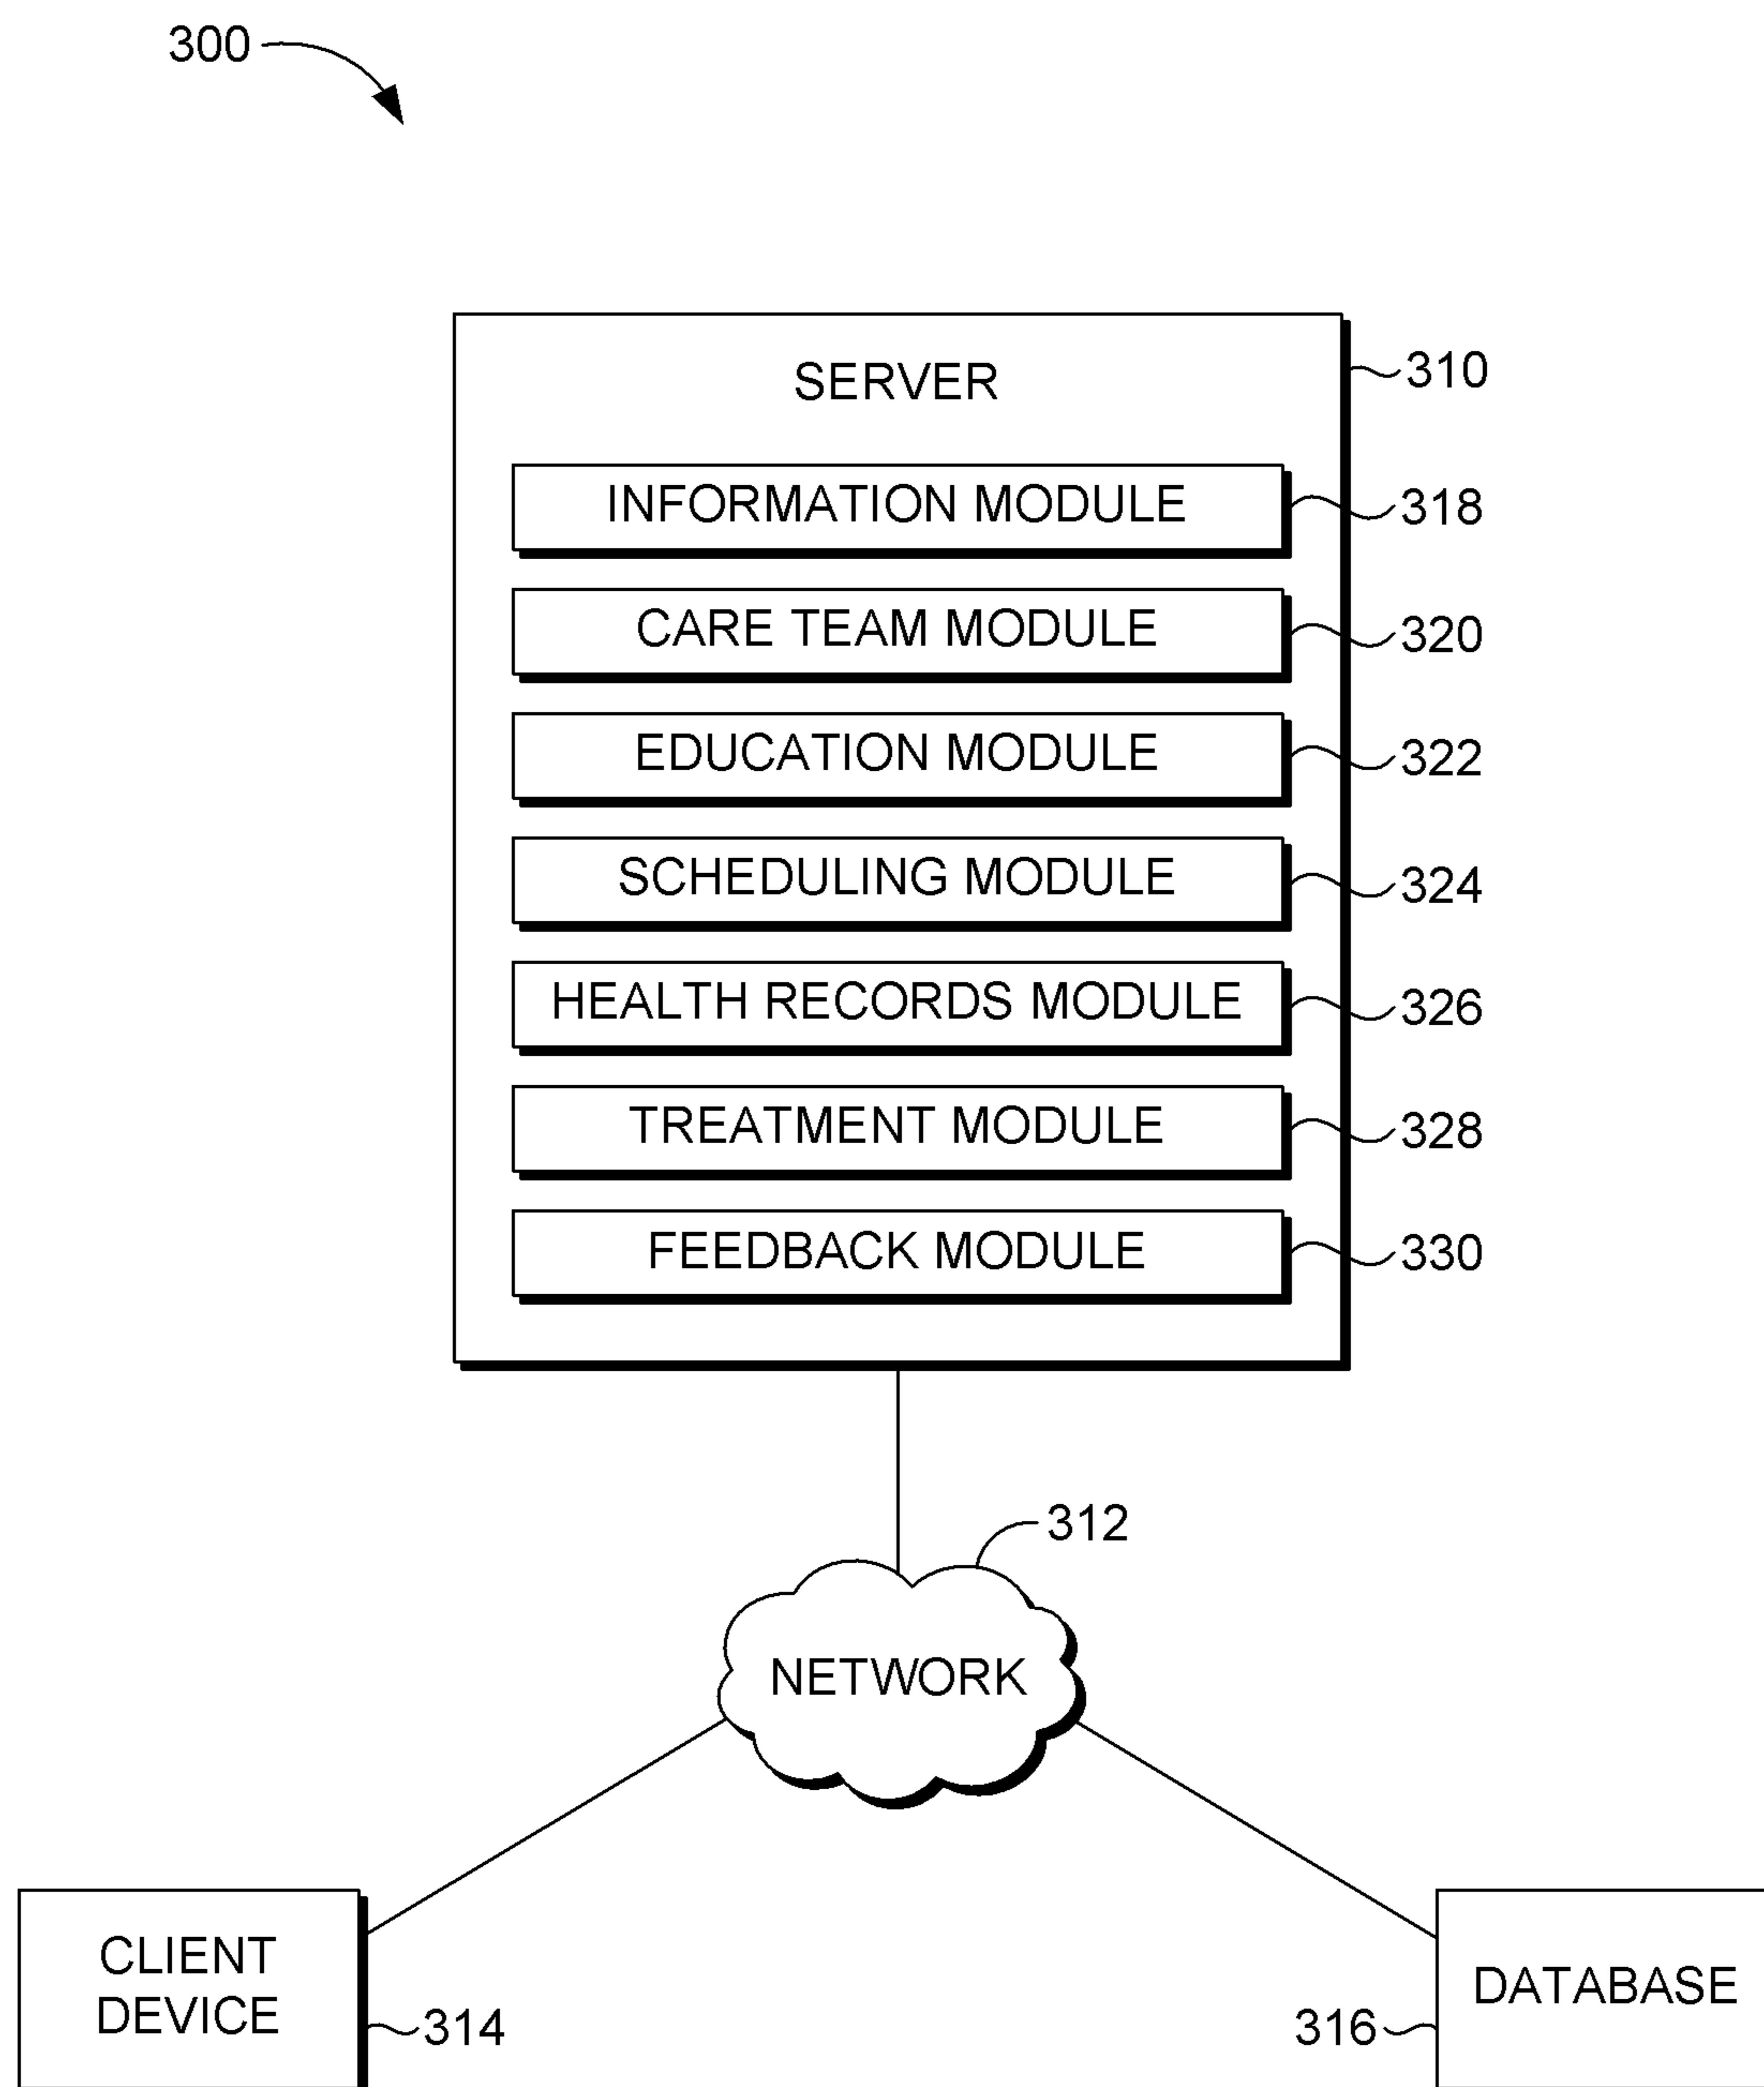 300
SERVER
310
INFORMATION MODULE
318
CARE TEAM MODULE
320
EDUCATION MODULE
322
SCHEDULING MODULE
324
HEALTH RECORDS MODULE
326
TREATMENT MODULE
328
FEEDBACK MODULE
330
312
NETWORK
CLIENT
DEVICE
314
DATABASE
316